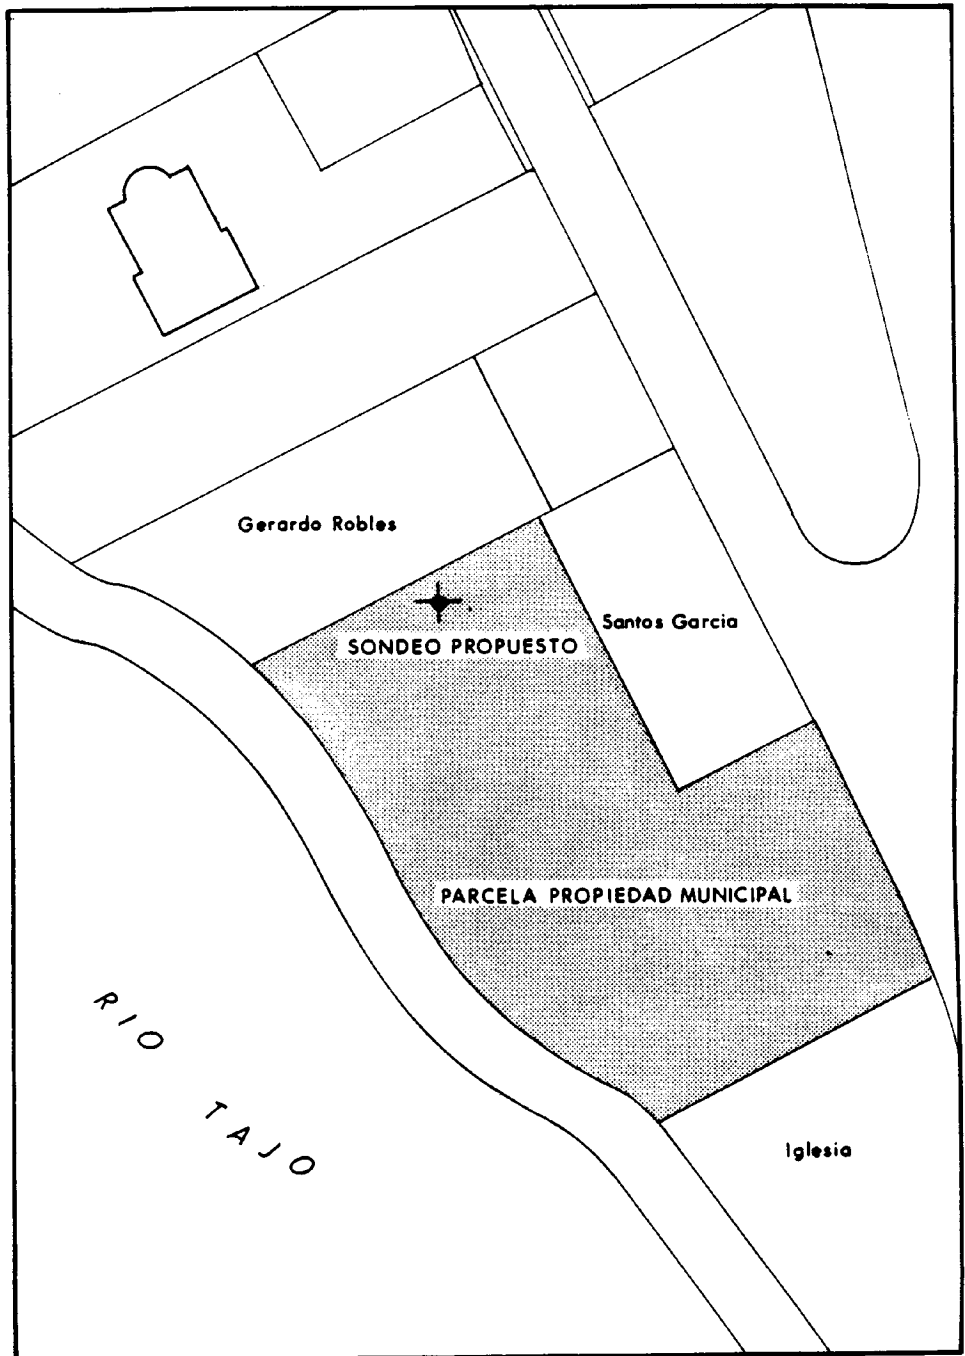 Gerardo Robles
Santos Garcia
SONDEO PROPUESTO
PARCELA PROPIEDAD MUNICIPAL
RIO
TAJO
Iglesia